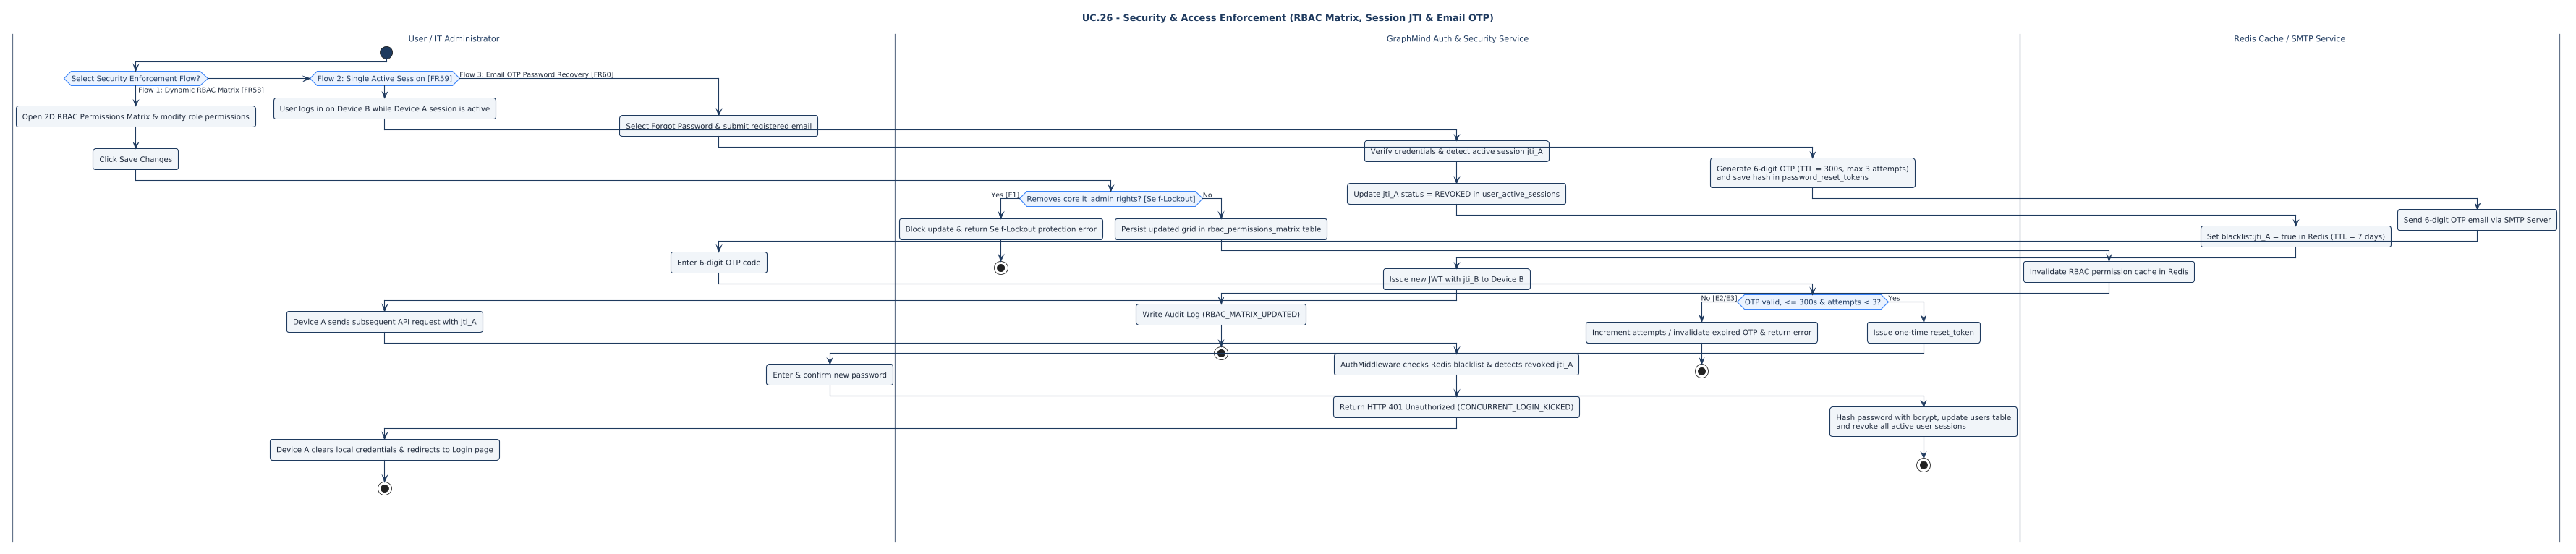 UC.26 - Security & Access Enforcement (RBAC Matrix, Session JTI & Email OTP)
User / IT Administrator
GraphMind Auth & Security Service
Redis Cache / SMTP Service
Select Security Enforcement Flow?
Flow 2: Single Active Session [FR59]
Flow 3: Email OTP Password Recovery [FR60]
Flow 1: Dynamic RBAC Matrix [FR58]
Open 2D RBAC Permissions Matrix & modify role permissions
User logs in on Device B while Device A session is active
Select Forgot Password & submit registered email
Click Save Changes
Verify credentials & detect active session jti_A
Generate 6-digit OTP (TTL = 300s, max 3 attempts)
and save hash in password_reset_tokens
Update jti_A status = REVOKED in user_active_sessions
Yes [E1]
Removes core it_admin rights? [Self-Lockout]
No
Send 6-digit OTP email via SMTP Server
Block update & return Self-Lockout protection error
Persist updated grid in rbac_permissions_matrix table
Set blacklist:jti_A = true in Redis (TTL = 7 days)
Enter 6-digit OTP code
Invalidate RBAC permission cache in Redis
Issue new JWT with jti_B to Device B
No [E2/E3]
OTP valid, <= 300s & attempts < 3?
Yes
Write Audit Log (RBAC_MATRIX_UPDATED)
Device A sends subsequent API request with jti_A
Increment attempts / invalidate expired OTP & return error
Issue one-time reset_token
AuthMiddleware checks Redis blacklist & detects revoked jti_A
Enter & confirm new password
Return HTTP 401 Unauthorized (CONCURRENT_LOGIN_KICKED)
Hash password with bcrypt, update users table
and revoke all active user sessions
Device A clears local credentials & redirects to Login page